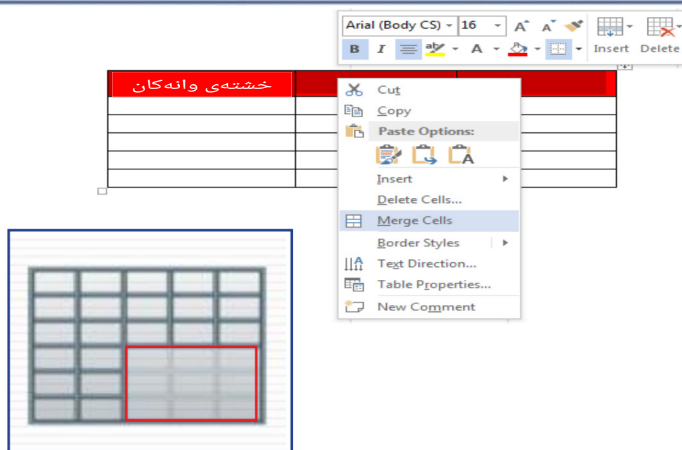 Arial (Body CS) 16 A A
B I aby A Insert Delete
خشتەی وانەکان
Cut
Copy
Paste Options:
A
Insert
Delete Cells...
Merge Cells
Border Styles
A Text Direction...
Table Properties...
New Comment